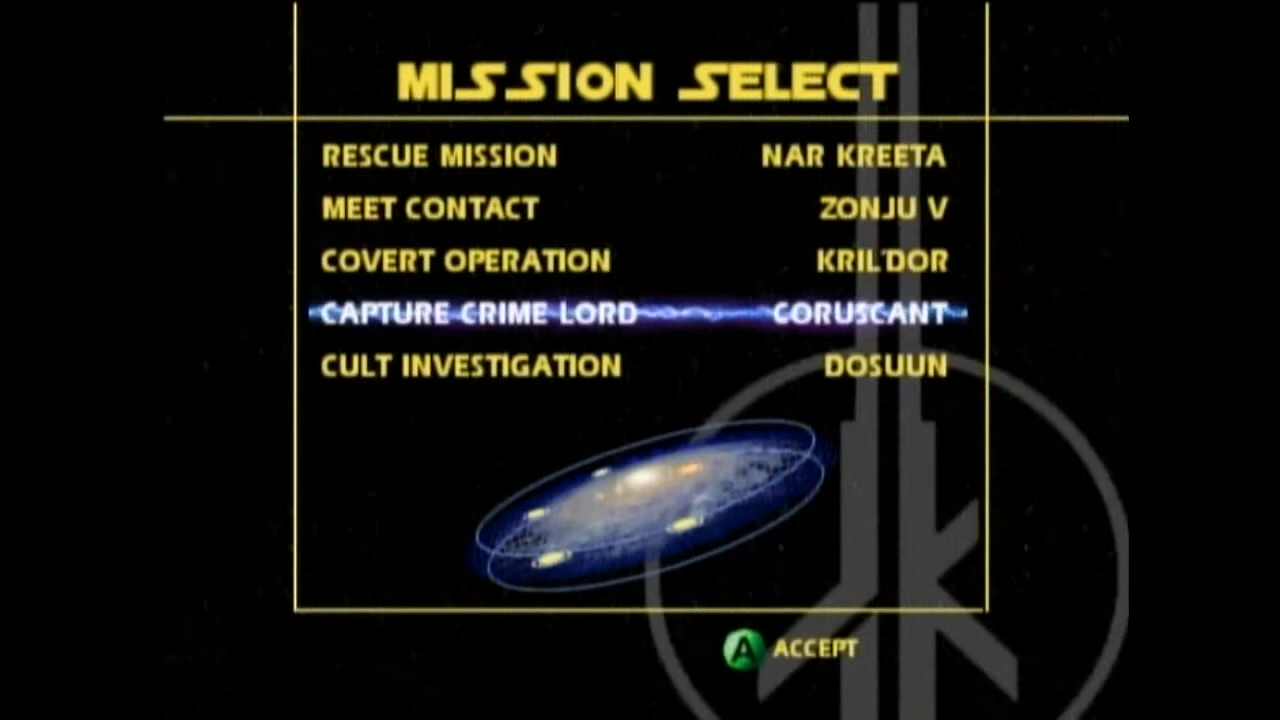 MISSION SELECT
RESCUE MISSION NAR KREETA
MEET CONTACT ZONJU V
COVERT OPERATION KRIL'DOR
CAPTURE CRIME LORD CORUSCANT
CULT INVESTIGATION DOSUUN
A ACCEPT